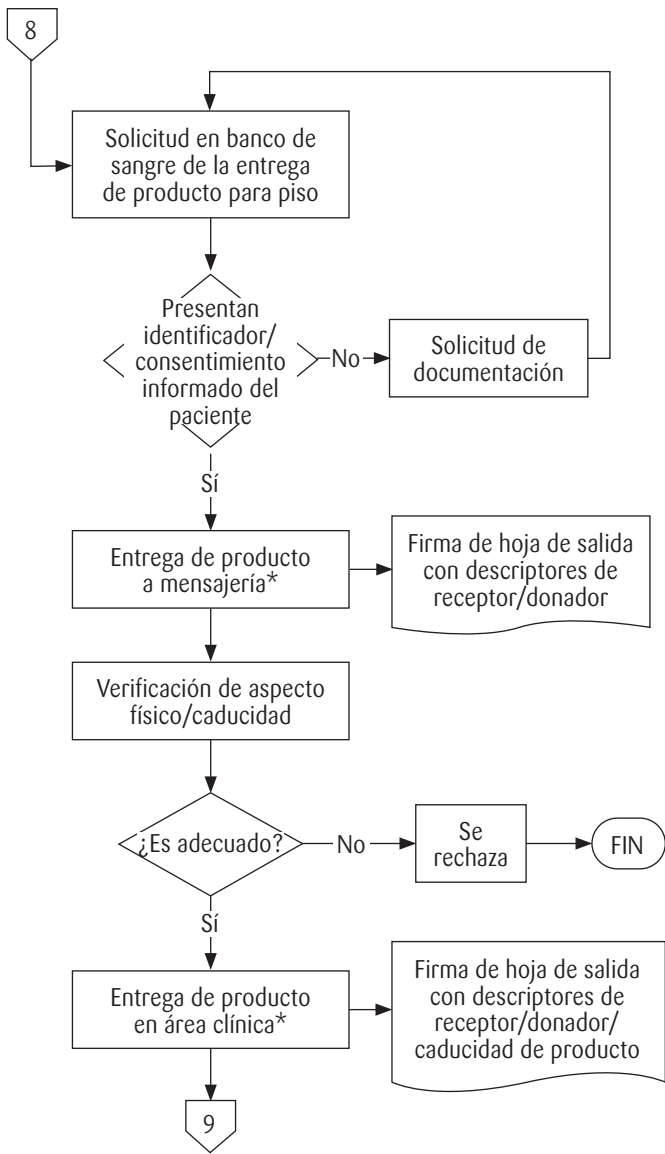 8
Solicitud en banco de
sangre de la entrega
de producto para piso
Presentan
identificador/
consentimiento
informado del
paciente
No
Solicitud de
documentación
Sí
Entrega de producto
a mensajería*
Firma de hoja de salida
con descriptores de
receptor/donador
Verificación de aspecto
físico/caducidad
¿Es adecuado?
No
Se
rechaza
FIN
Sí
Entrega de producto
en área clínica*
Firma de hoja de salida
con descriptores de
receptor/donador/
caducidad de producto
9